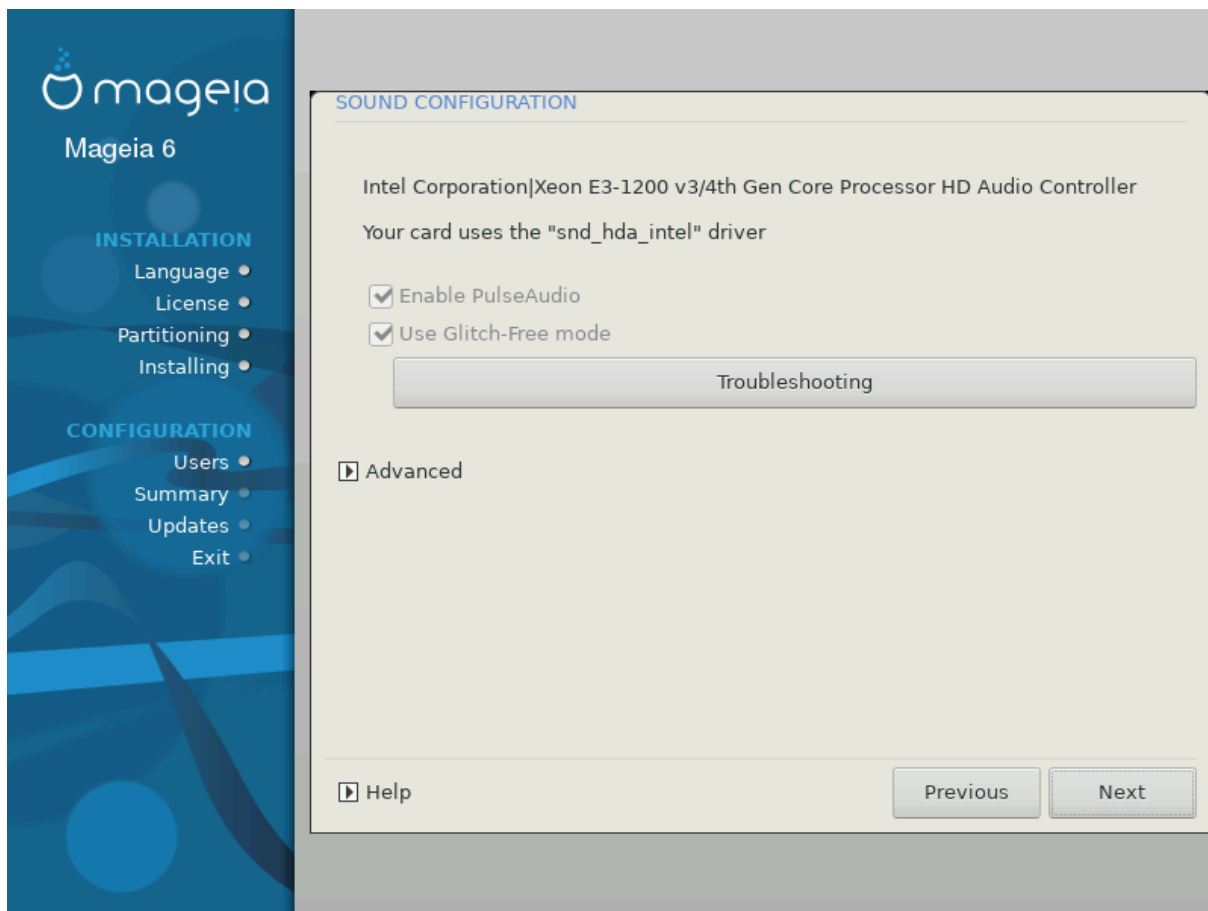 mageia
Mageia 6
INSTALLATION
Language
License
Partitioning
Installing
CONFIGURATION
Users
Summary
Updates
Exit
SOUND CONFIGURATION
Intel Corporation|Xeon E3-1200 v3/4th Gen Core Processor HD Audio Controller
Your card uses the "snd_hda_intel" driver
Enable PulseAudio
Use Glitch-Free mode
Troubleshooting
Advanced
Help
Previous
Next